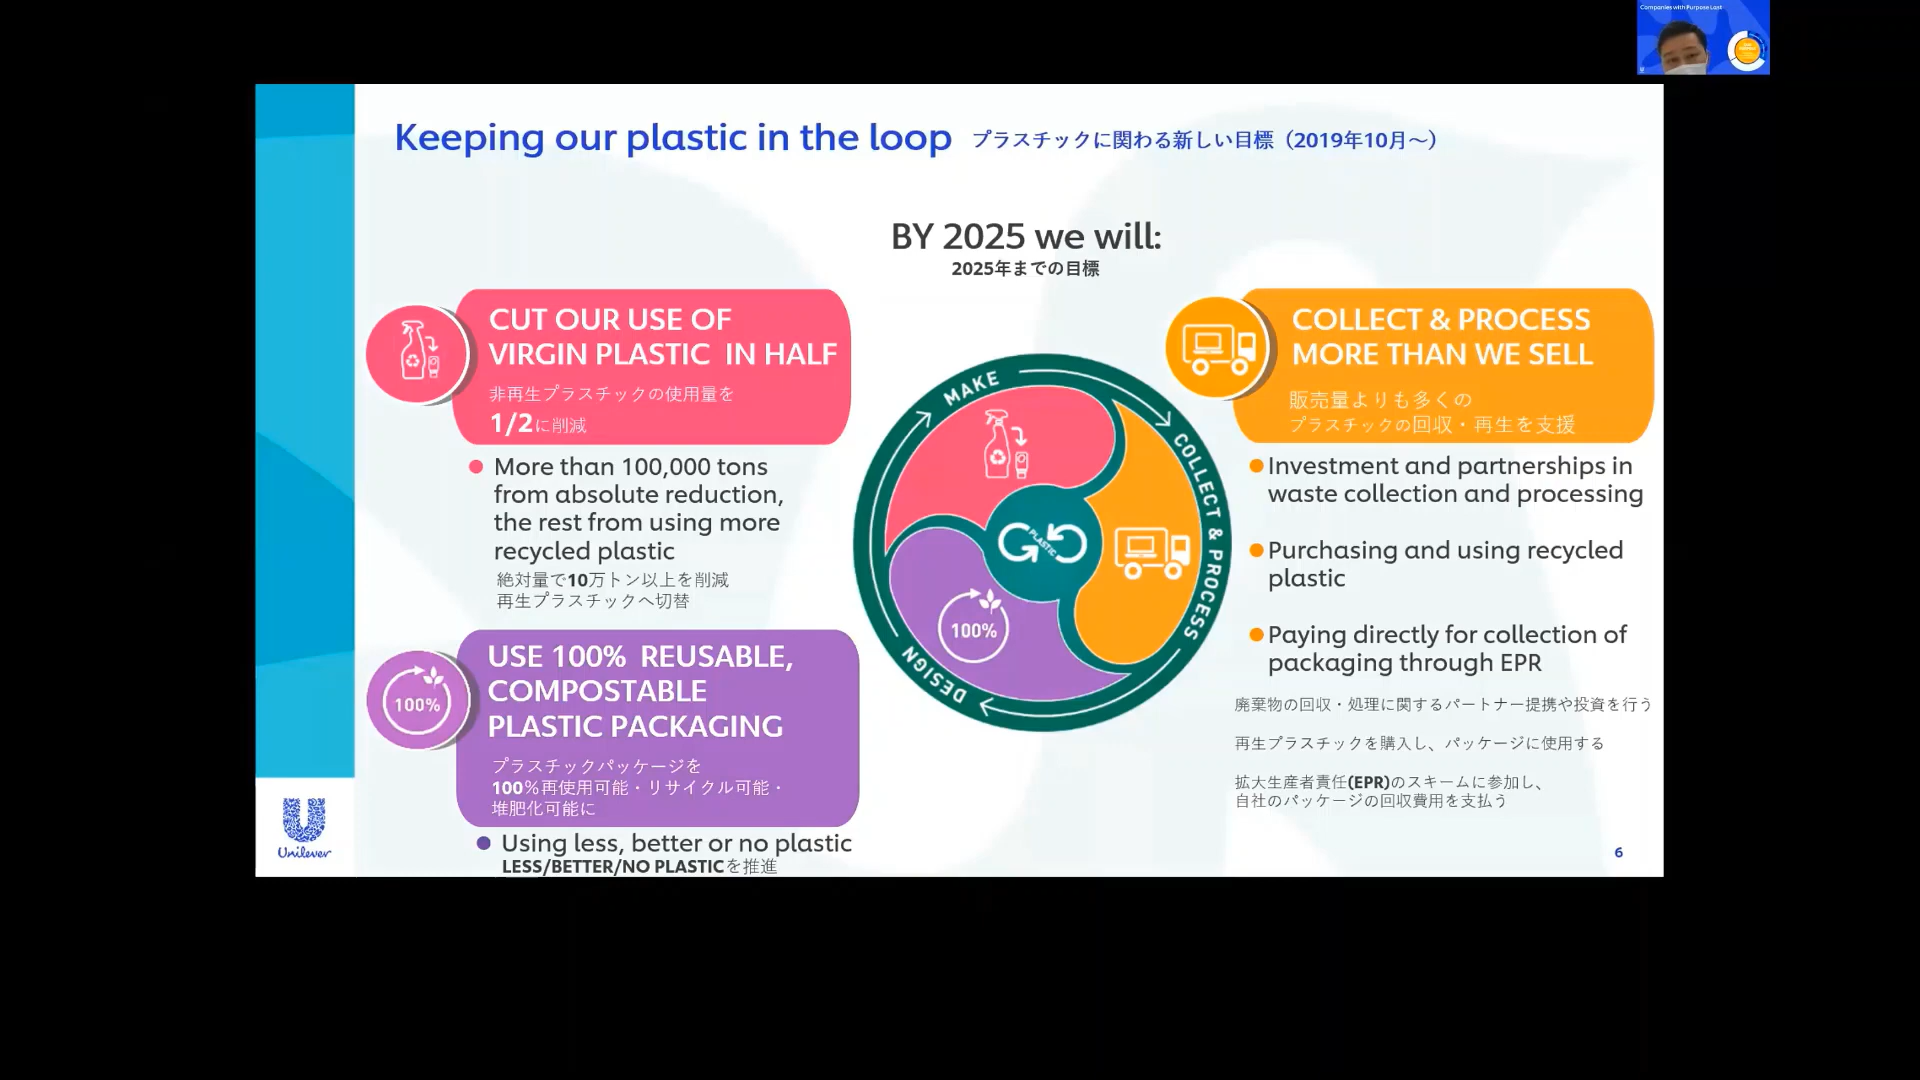 Companies with Purpose Last
Keeping our plastic in the loop プラスチックに関わる新しい目標（2019年10月～）
BY 2025 we will:
2025年までの目標
CUT OUR USE OF
VIRGIN PLASTIC IN HALF
非再生プラスチックの使用量を
1/2に削減
More than 100,000 tons
from absolute reduction,
the rest from using more
recycled plastic
絶対量で10万トン以上を削減
再生プラスチックへ切替
100%
USE 100% REUSABLE,
COMPOSTABLE
PLASTIC PACKAGING
プラスチックパッケージを
100％再使用可能・リサイクル可能・
堆肥化可能に
Using less, better or no plastic
LESS/BETTER/NO PLASTICを推進
MAKE
COLLECT & PROCESS
DESIGN
PLASTIC
100%
COLLECT & PROCESS
MORE THAN WE SELL
販売量よりも多くの
プラスチックの回収・再生を支援
Investment and partnerships in
waste collection and processing
Purchasing and using recycled
plastic
Paying directly for collection of
packaging through EPR
廃棄物の回収・処理に関するパートナー提携や投資を行う
再生プラスチックを購入し、パッケージに使用する
拡大生産者責任(EPR)のスキームに参加し、
自社のパッケージの回収費用を支払う
Unilever
6